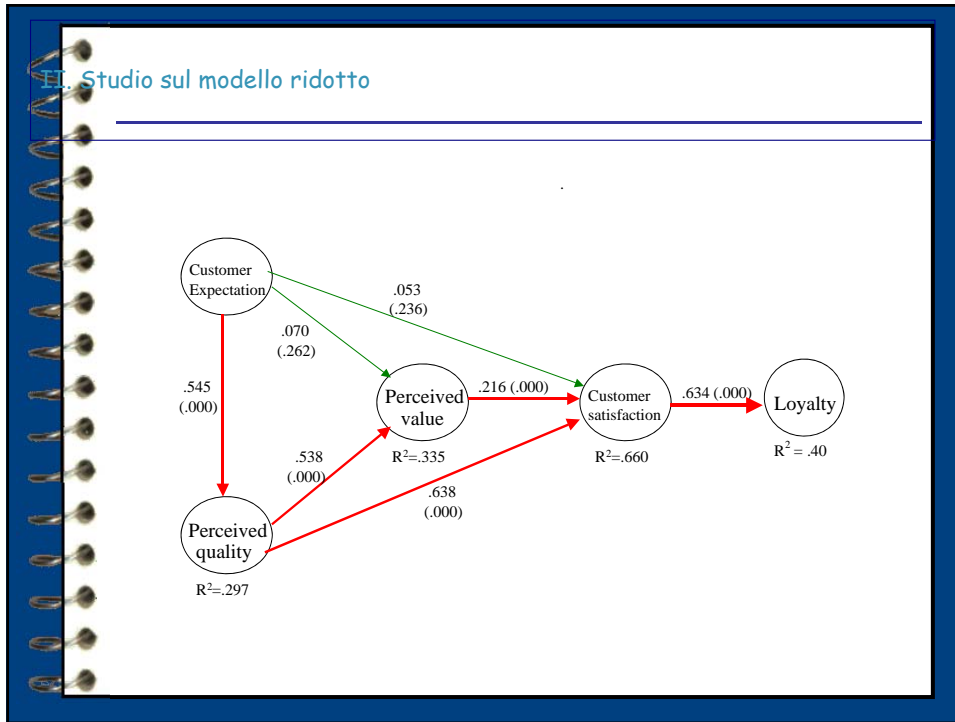 II. Studio sul modello ridotto
.
Customer
Expectation
.053
(.236)
.070
(.262)
.545
(.000)
Perceived
value
.216 (.000)
Customer
satisfaction
.634 (.000)
Loyalty
R²=.335
R²=.660
R² = .40
.538
(.000)
.638
(.000)
Perceived
quality
R²=.297